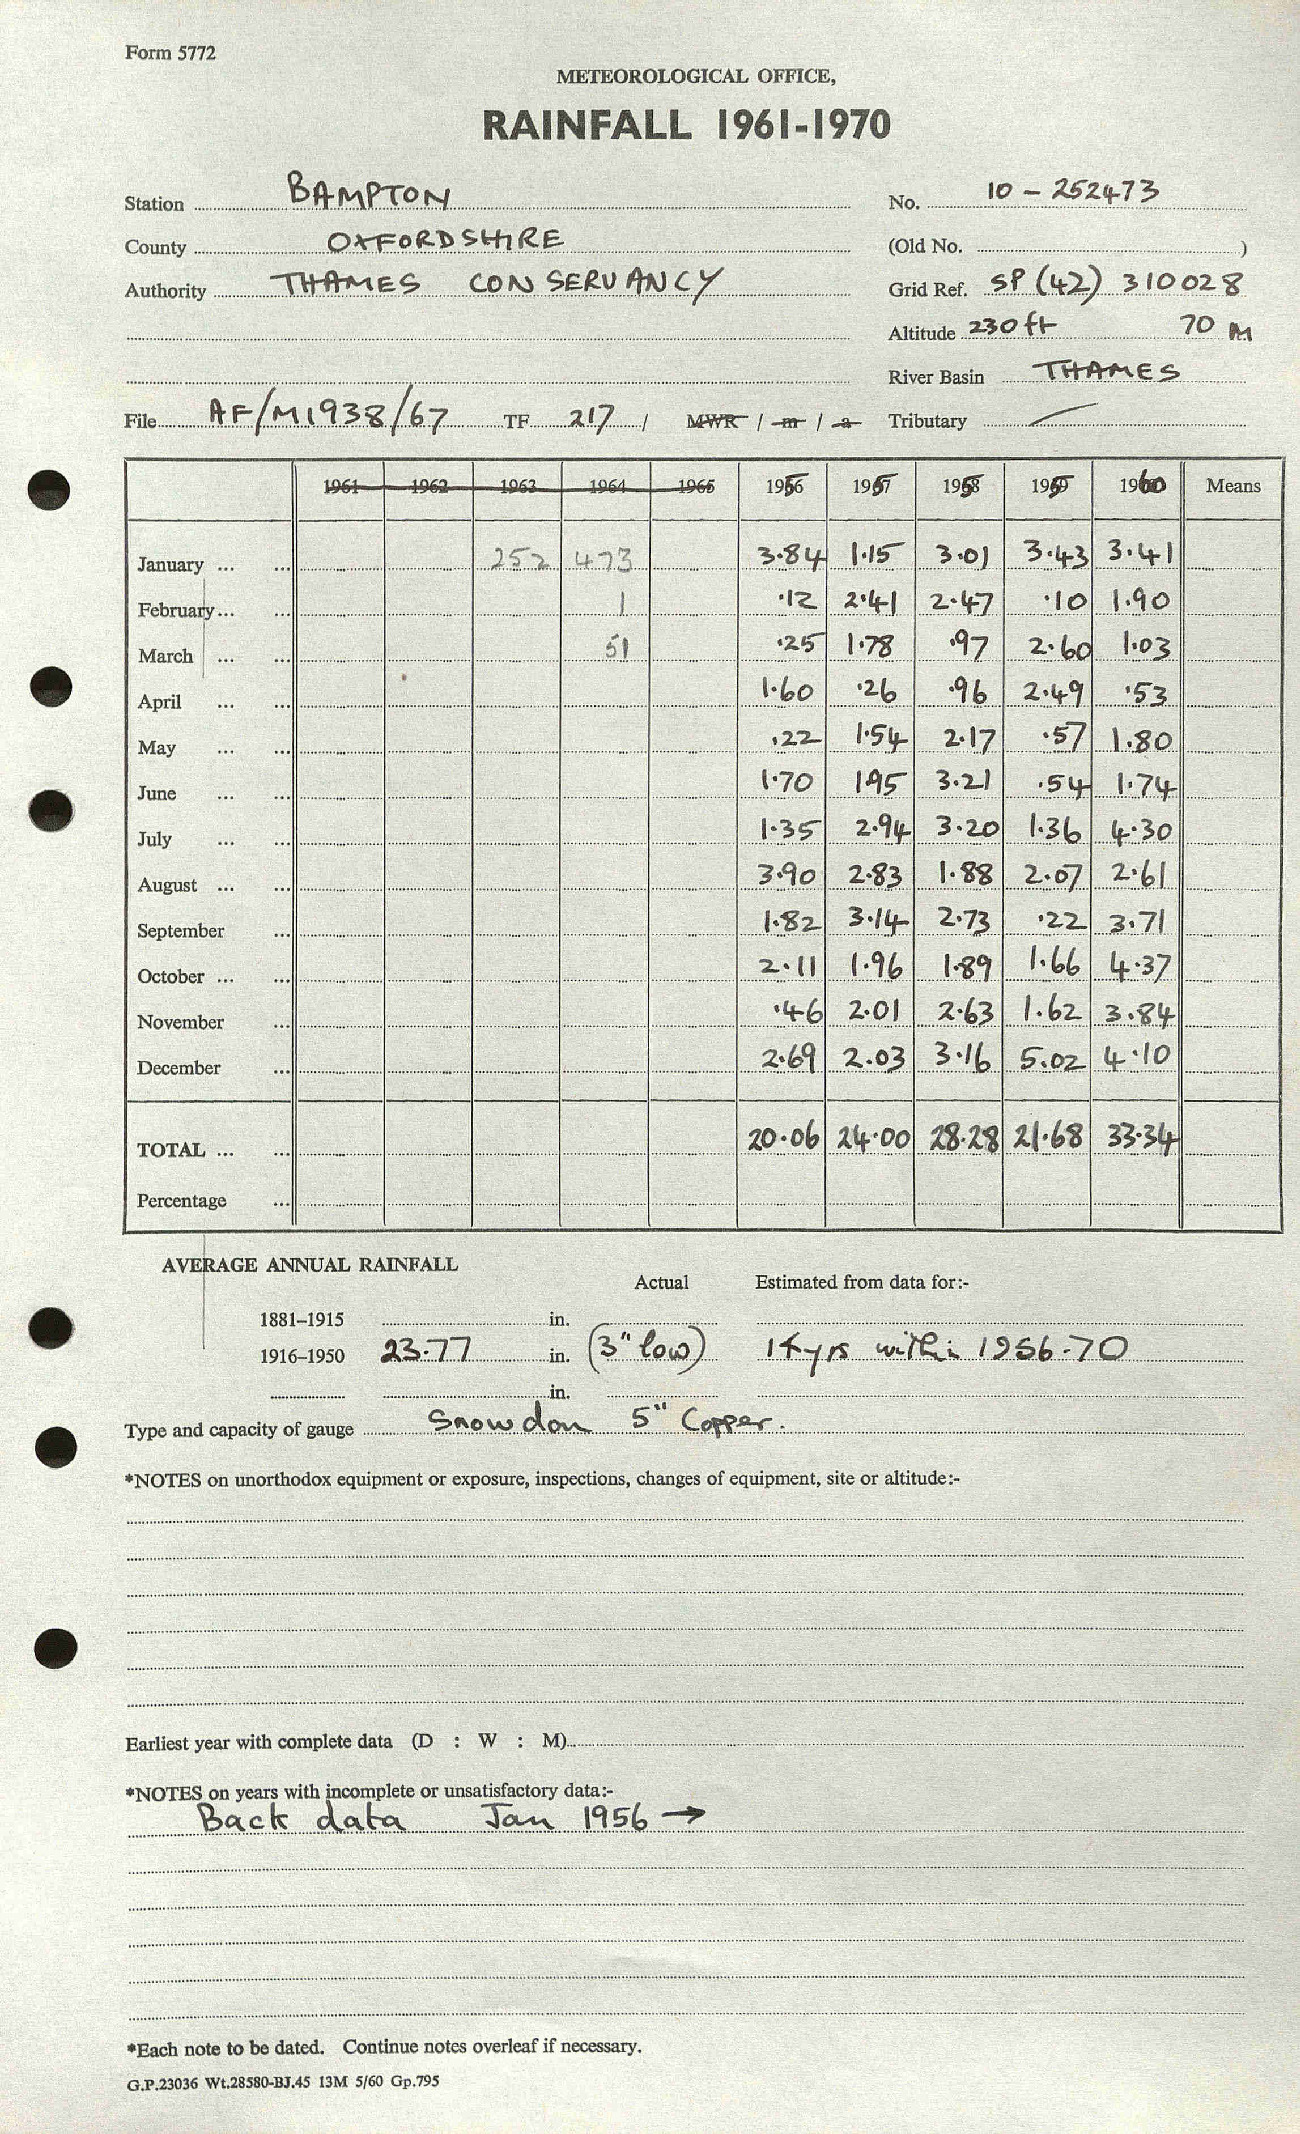 Form 5772
METEOROLOGICAL OFFICE,
RAINFALL 1961-1970
Station BAMPTON No. 10 - 252473
County OXFORDSHIRE (Old No. )
Authority THAMES CONSERVANCY Grid Ref. SP (42) 310028
Altitude 230ft 70 M
River Basin THAMES
File AF/M1938/67 TF 217 / MWR / m / a Tributary
1961 1962 1963 1964 1965 1956 1957 1958 1959 1960 Means
January ... ... 252 473 3.84 1.15 3.01 3.43 3.41
February ... ... 1 .12 2.41 2.47 .10 1.90
March ... ... 51 .25 1.78 .97 2.60 1.03
April ... ... 1.60 .26 .96 2.49 .53
May ... ... .22 1.54 2.17 .57 1.80
June ... ... 1.70 1.95 3.21 .54 1.74
July ... ... 1.35 2.94 3.20 1.36 4.30
August ... ... 3.90 2.83 1.88 2.07 2.61
September ... 1.82 3.14 2.73 .22 3.71
October ... ... 2.11 1.96 1.89 1.66 4.37
November ... .46 2.01 2.63 1.62 3.84
December ... 2.69 2.03 3.16 5.02 4.10
TOTAL ... ... 20.06 24.00 28.28 21.68 33.34
Percentage ...
AVERAGE ANNUAL RAINFALL
Actual Estimated from data for:-
1881-1915 in.
1916-1950 23.77 in. (3" low) 14yrs within 1956-70
in.
Type and capacity of gauge Snowdon 5" Copper.
*NOTES on unorthodox equipment or exposure, inspections, changes of equipment, site or altitude:-
Earliest year with complete data (D : W : M)
*NOTES on years with incomplete or unsatisfactory data:-
Back data Jan 1956 →
*Each note to be dated. Continue notes overleaf if necessary.
G.P.23036 Wt.28580-BJ.45 13M 5/60 Gp.795